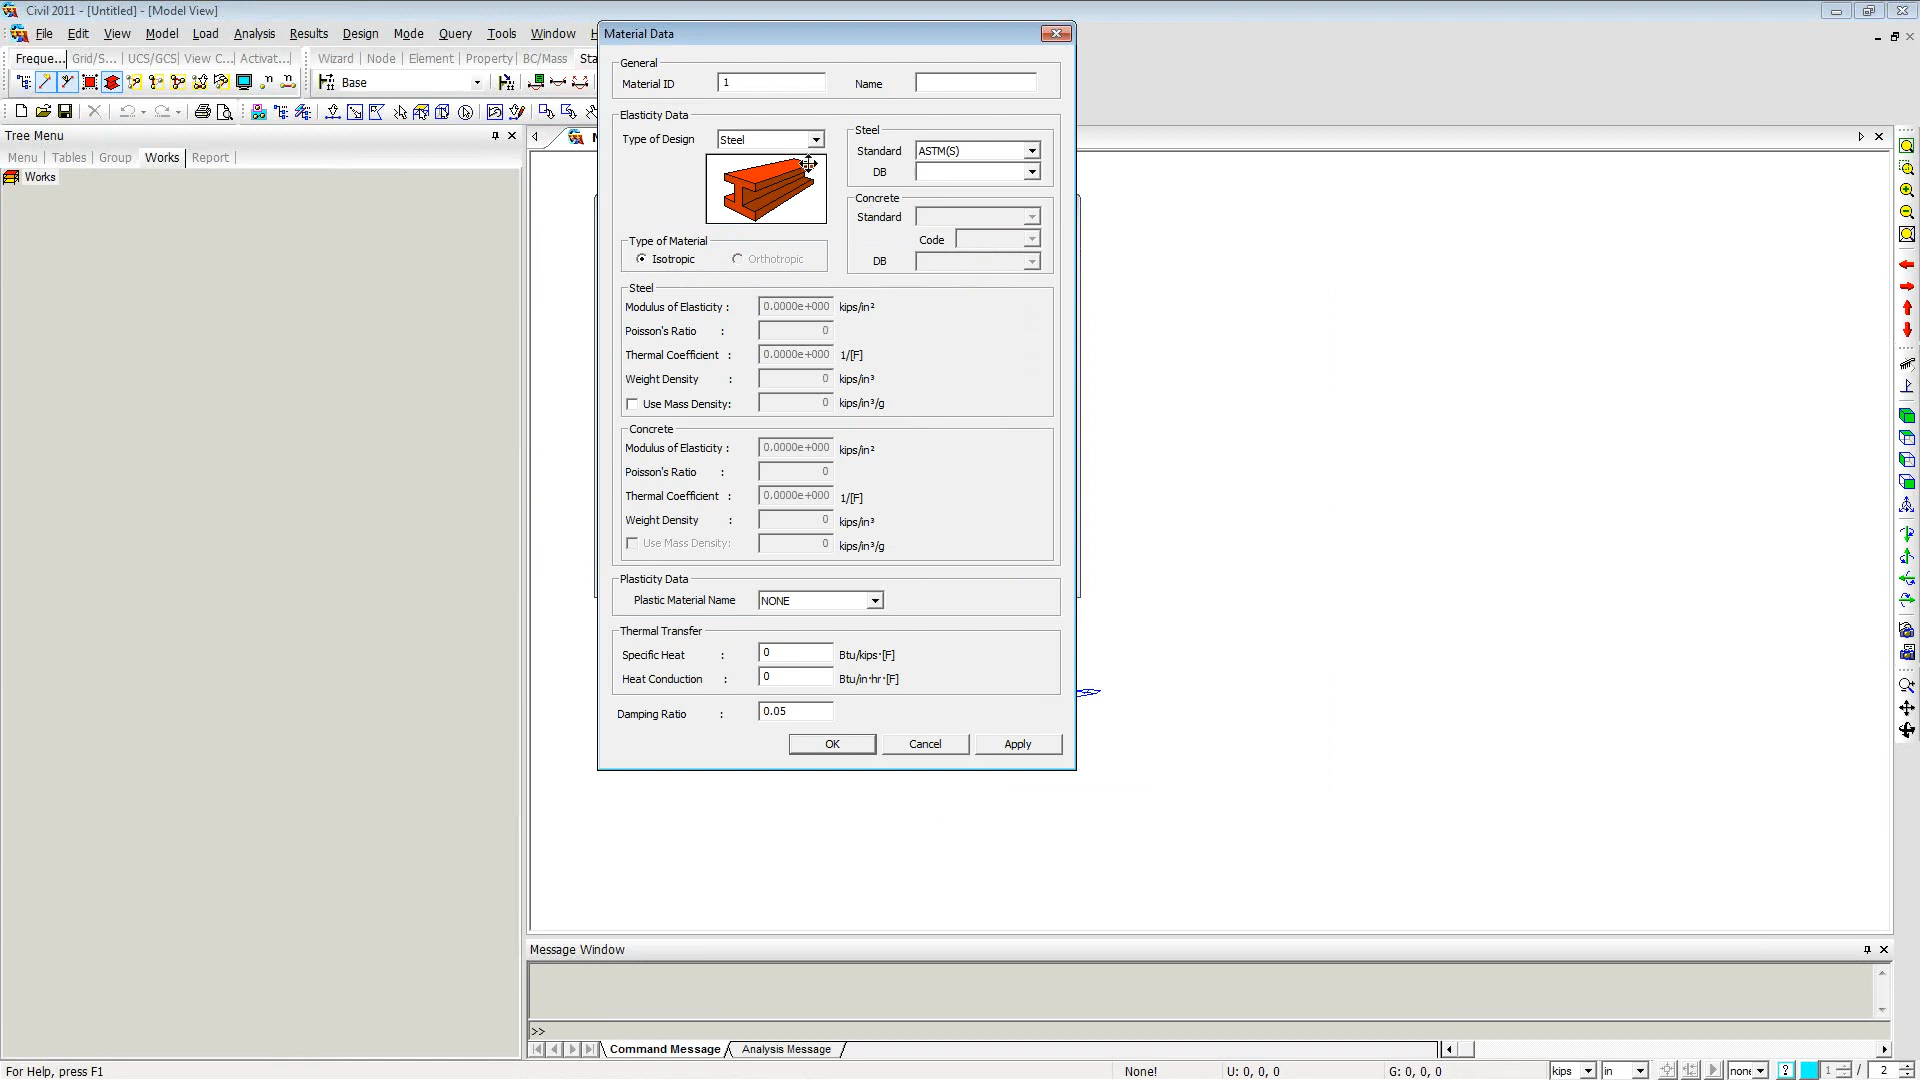 Civil 2011 - [Untitled] - [Model View]
File Edit View Model Load Analysis Results Design Mode Query Tools Window
Freque... Grid/S... UCS/GCS View C... Activat... Wizard Node Element Property BC/Mass Sta
Base
Tree Menu
Menu Tables Group Works Report
Works
Material Data
General
Material ID 1 Name
Elasticity Data
Type of Design Steel
Steel
Standard ASTM(S)
DB
Concrete
Standard
Code
DB
Type of Material
Isotropic Orthotropic
Steel
Modulus of Elasticity : 0.0000e+000 kips/in²
Poisson's Ratio : 0
Thermal Coefficient : 0.0000e+000 1/[F]
Weight Density : 0 kips/in³
Use Mass Density: 0 kips/in³/g
Concrete
Modulus of Elasticity : 0.0000e+000 kips/in²
Poisson's Ratio : 0
Thermal Coefficient : 0.0000e+000 1/[F]
Weight Density : 0 kips/in³
Use Mass Density: 0 kips/in³/g
Plasticity Data
Plastic Material Name NONE
Thermal Transfer
Specific Heat : 0 Btu/kips·[F]
Heat Conduction : 0 Btu/in·hr·[F]
Damping Ratio : 0.05
OK Cancel Apply
Message Window
>>
Command Message Analysis Message
For Help, press F1 None! U: 0, 0, 0 G: 0, 0, 0 kips in none ? 1 / 2